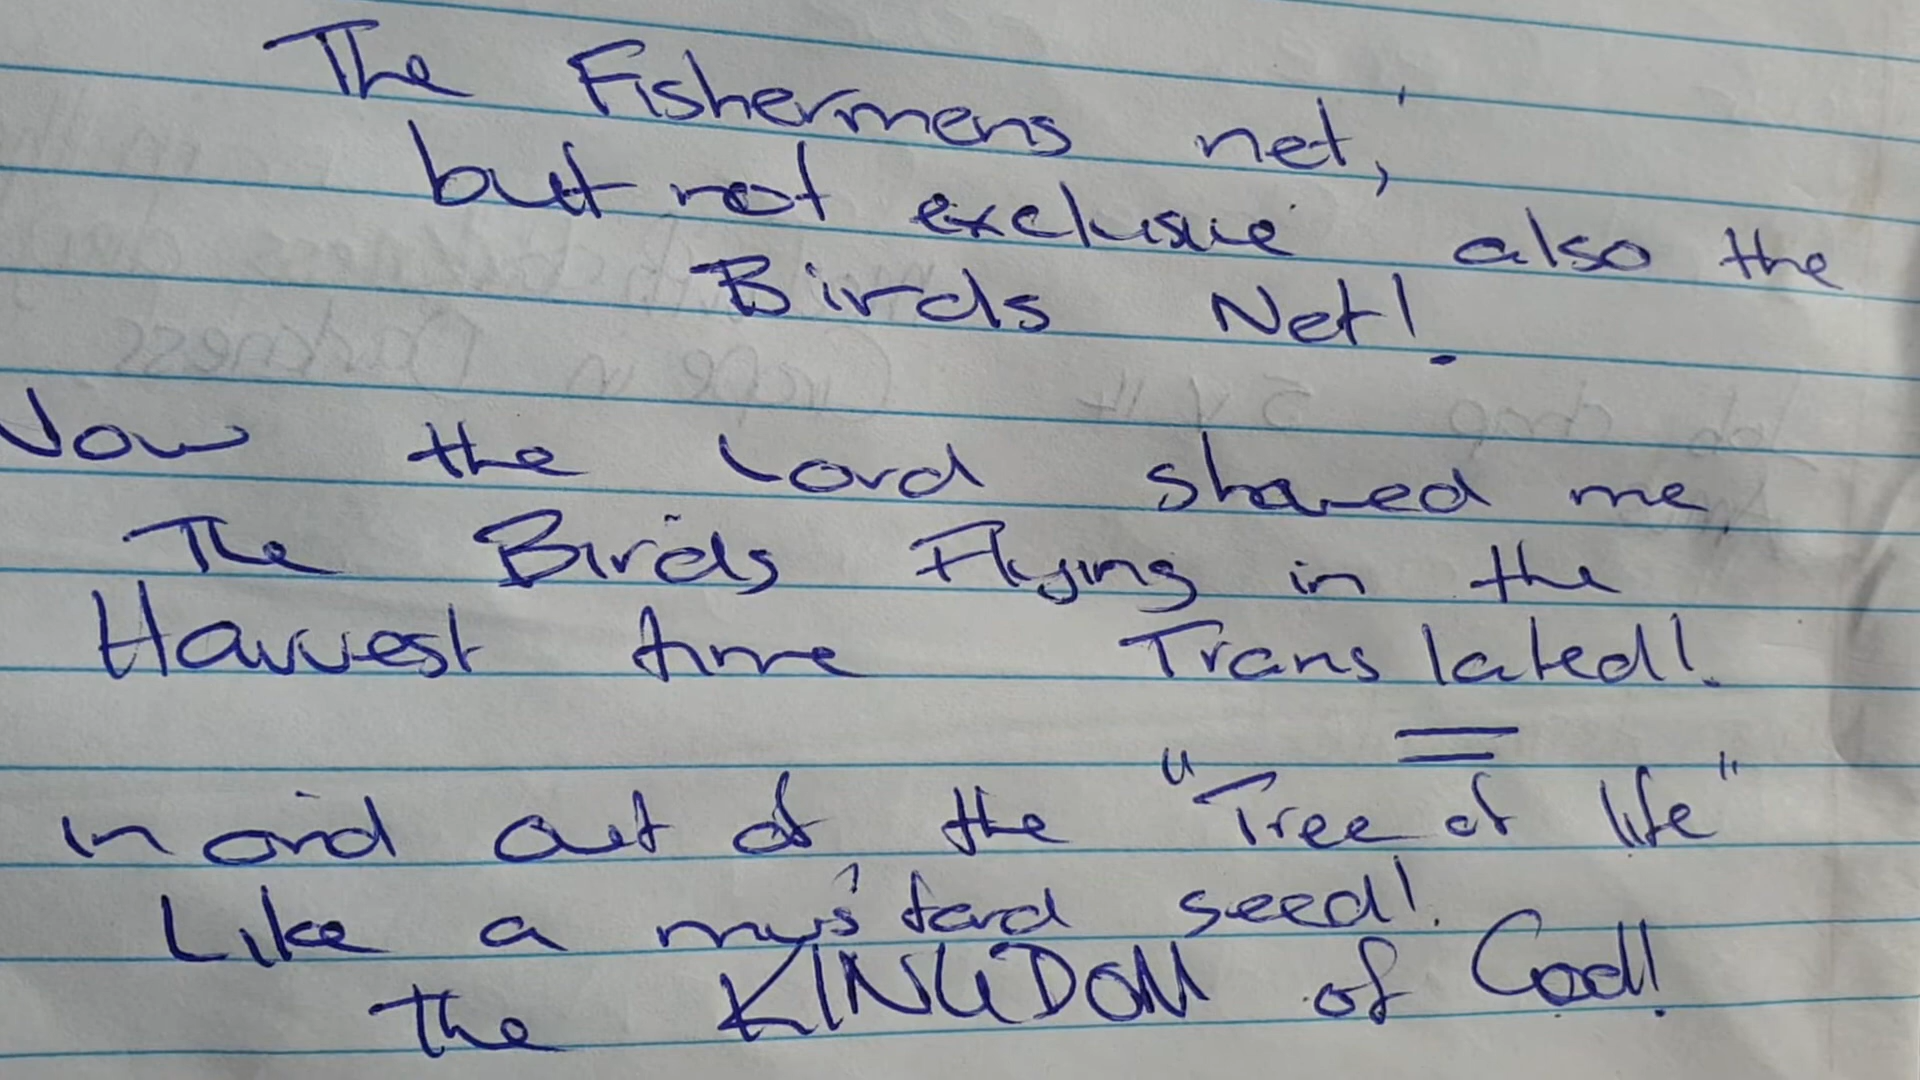 The Fishermens net,
but not exclusive also the
Birds Net!
Now the Lord shared me,
The Birds Flying in the
Harvest time Translated!
in and out of the "Tree of life"
Like a mustard seed!
the KINGDOM of God!